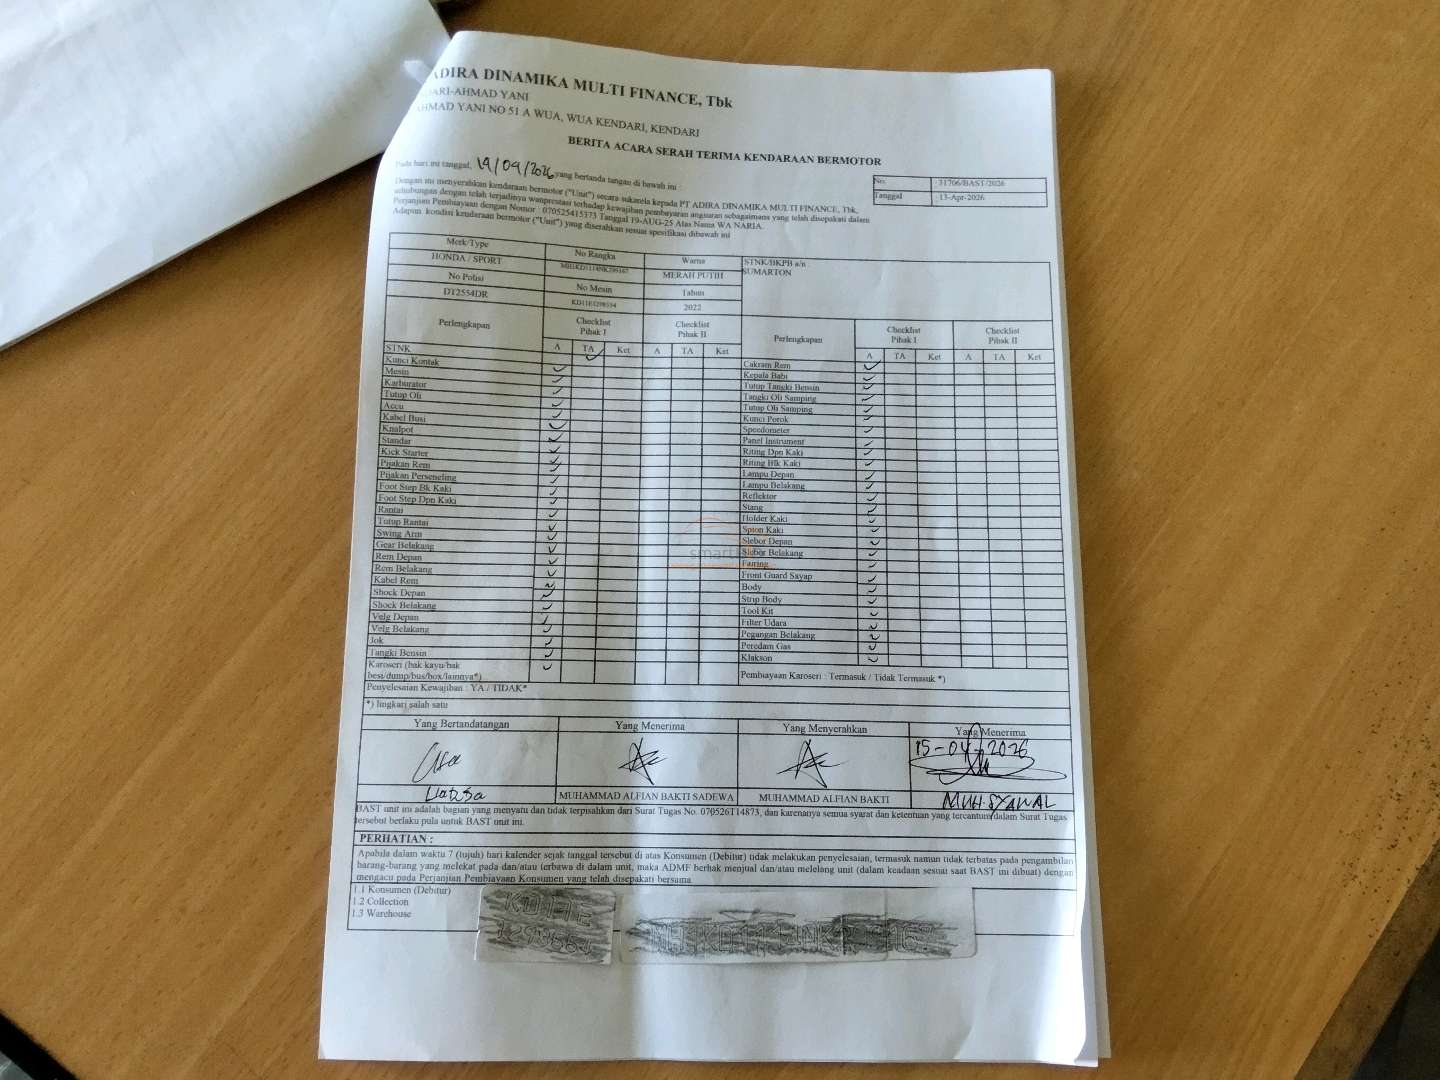 ADIRA DINAMIKA MULTI FINANCE, Tbk
ARI-AHMAD YANI
AHMAD YANI NO 51 A WUA, WUA KENDARI, KENDARI
BERITA ACARA SERAH TERIMA KENDARAAN BERMOTOR
Pada hari ini tanggal, yang bertanda tangan di bawah ini :
No. : 31706/BAST/2026
Tanggal : 13-Apr-2026
Dengan ini menyerahkan kendaraan bermotor ("Unit") secara sukarela kepada PT ADIRA DINAMIKA MULTI FINANCE, Tbk,
sehubungan dengan telah terjadinya wanprestasi terhadap kewajiban pembayaran angsuran sebagaimana yang telah disepakati dalam
Perjanjian Pembiayaan dengan Nomor : 070525415373 Tanggal 19-AUG-25 Atas Nama WA NARIA.
Adapun kondisi kendaraan bermotor ("Unit") yang diserahkan sesuai spesifikasi dibawah ini
Merk/Type No Rangka Warna STNK/BKPB a/n :
HONDA / SPORT MERAH PUTIH SUMARTON
No Polisi No Mesin Tahun
DT2554DR 2022
Perlengkapan Checklist Pihak I Checklist Pihak II Perlengkapan Checklist Pihak I Checklist Pihak II
A TA Ket A TA Ket A TA Ket A TA Ket
STNK Cakram Rem
Kunci Kontak Kepala Babi
Mesin Tutup Tangki Bensin
Karburator Tangki Oli Samping
Tutup Oli Tutup Oli Samping
Accu Kunci Porok
Kabel Busi Speedometer
Knalpot Panel Instrument
Standar Riting Dpn Kaki
Kick Starter Riting Blk Kaki
Pijakan Rem Lampu Depan
Pijakan Perseneling Lampu Belakang
Foot Step Bk Kaki Reflektor
Foot Step Dpn Kaki Stang
Rantai Holder Kaki
Tutup Rantai Spion Kaki
Swing Arm Slebor Depan
Gear Belakang Slebor Belakang
Rem Depan Fairing
Rem Belakang Front Guard Sayap
Kabel Rem Body
Shock Depan Strip Body
Shock Belakang Tool Kit
Velg Depan Filter Udara
Velg Belakang Pegangan Belakang
Jok Peredam Gas
Tangki Bensin Klakson
Karoseri (bak kayu/bak
besi/dump/bus/box/lainnya*) Pembiayaan Karoseri : Termasuk / Tidak Termasuk *)
Penyelesaian Kewajiban : YA / TIDAK*
*) lingkari salah satu
Yang Bertandatangan Yang Menerima Yang Menyerahkan Yang Menerima
15-04-2026
MUHAMMAD ALFIAN BAKTI SADEWA MUHAMMAD ALFIAN BAKTI MUH.SYAWAL
BAST unit ini adalah bagian yang menyatu dan tidak terpisahkan dari Surat Tugas No. 070526T14873, dan karenanya semua syarat dan ketentuan yang tercantum dalam Surat Tugas
tersebut berlaku pula untuk BAST unit ini.
PERHATIAN :
Apabila dalam waktu 7 (tujuh) hari kalender sejak tanggal tersebut di atas Konsumen (Debitur) tidak melakukan penyelesaian, termasuk namun tidak terbatas pada pengambilan
barang-barang yang melekat pada dan/atau terbawa di dalam unit, maka ADMF berhak menjual dan/atau melelang unit (dalam keadaan sesuai saat BAST ini dibuat) dengan
mengacu pada Perjanjian Pembiayaan Konsumen yang telah disepakati bersama.
1.1 Konsumen (Debitur)
1.2 Collection
1.3 Warehouse
KD11E